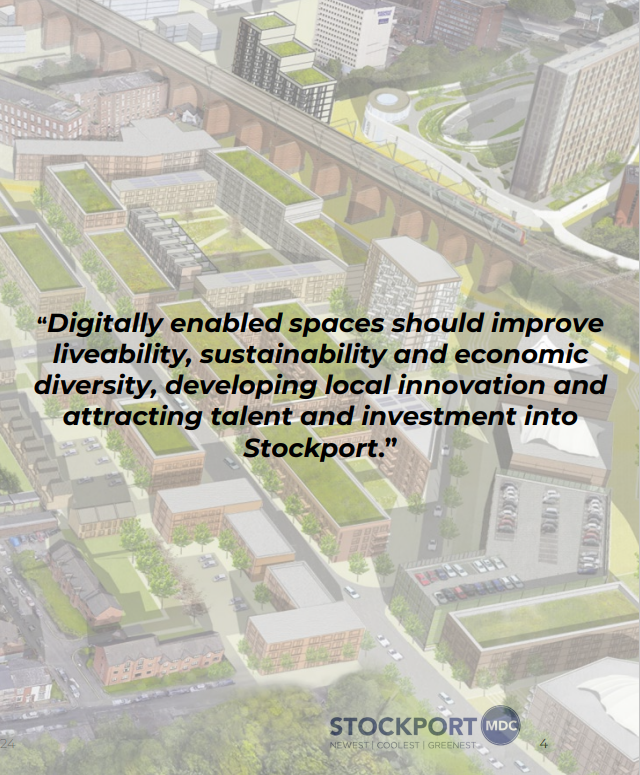 “Digitally enabled spaces should improve
liveability, sustainability and economic
diversity, developing local innovation and
attracting talent and investment into
Stockport.”
STOCKPORT MDC
NEWEST | COOLEST | GREENEST
24
4